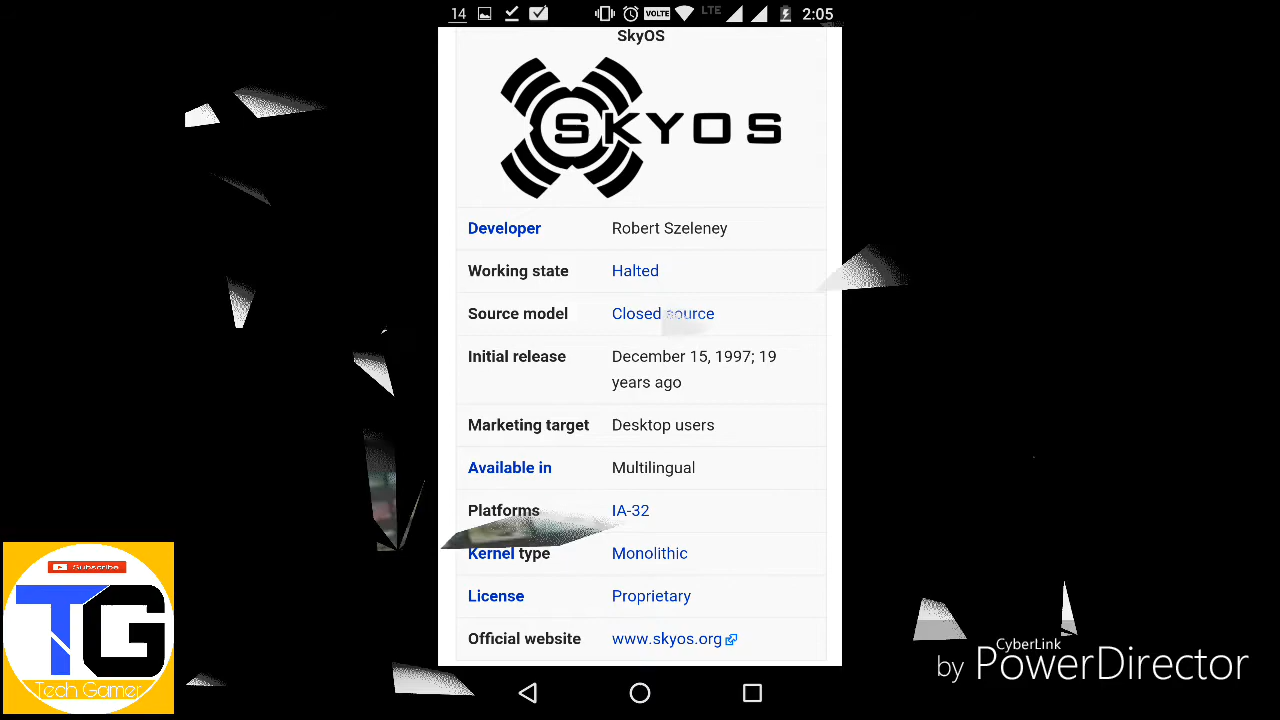 14 VOLTE LTE 2:05
SkyOS
SKYOS
Developer Robert Szeleney
Working state Halted
Source model Closed source
Initial release December 15, 1997; 19
years ago
Marketing target Desktop users
Available in Multilingual
Platforms IA-32
Kernel type Monolithic
License Proprietary
Official website www.skyos.org
Subscribe
TG
Tech Gamer
CyberLink
by PowerDirector